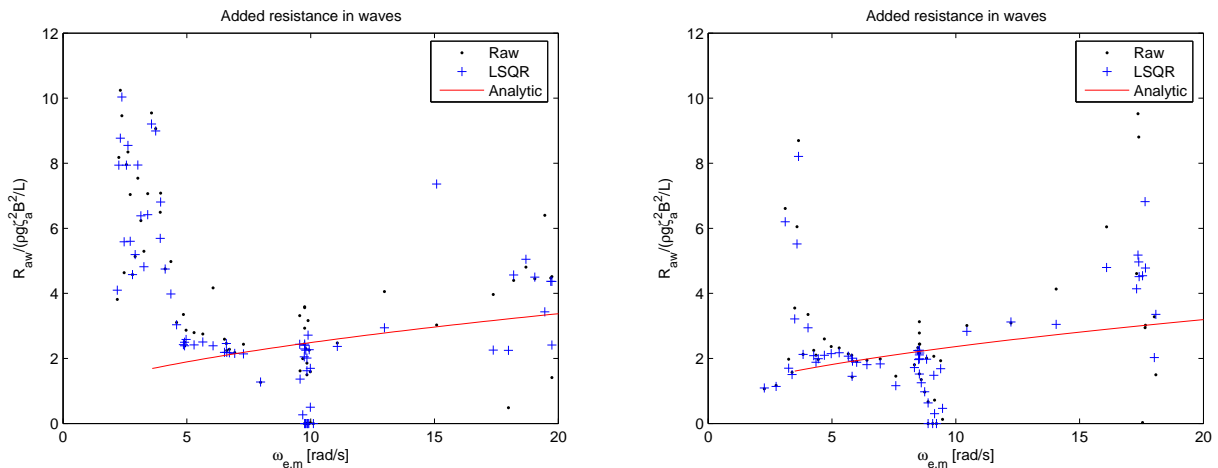 Added resistance in waves
12
10
8
6
4
2
0
R_aw/(ρgζ_a^2B^2/L)
0 5 10 15 20
ω_e,m [rad/s]
Raw
LSQR
Analytic
Added resistance in waves
12
10
8
6
4
2
0
R_aw/(ρgζ_a^2B^2/L)
0 5 10 15 20
ω_e,m [rad/s]
Raw
LSQR
Analytic